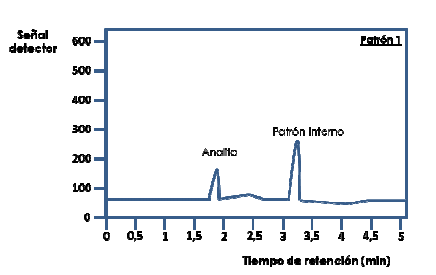 Señal
detector
Patrón 1
600
500
400
300
200
100
0
Analito
Patrón Interno
0 0,5 1 1,5 2 2,5 3 3,5 4 4,5 5
Tiempo de retención (min)